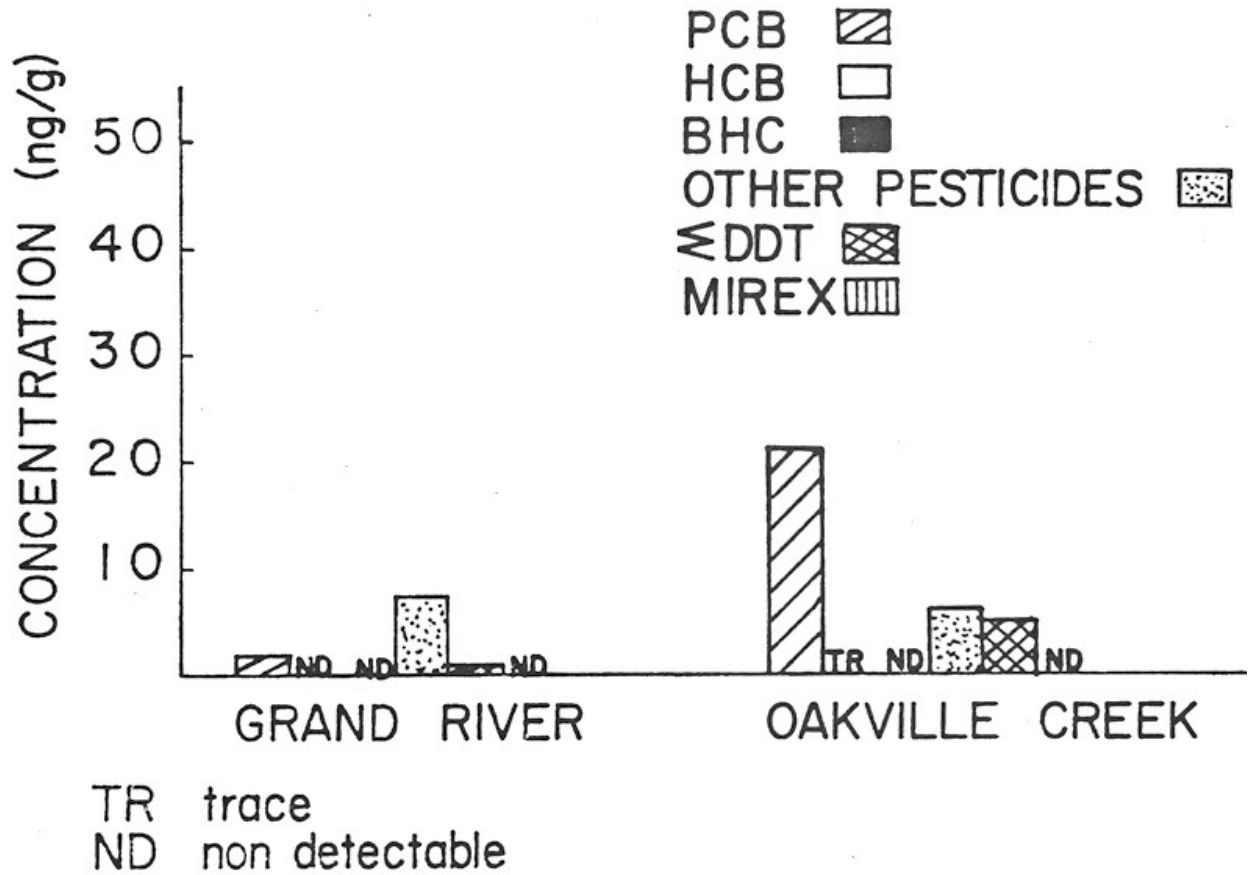 PCB
HCB
BHC
OTHER PESTICIDES
ΣDDT
MIREX
CONCENTRATION (ng/g)
50
40
30
20
10
ND ND ND
TR ND ND
GRAND RIVER
OAKVILLE CREEK
TR trace
ND non detectable